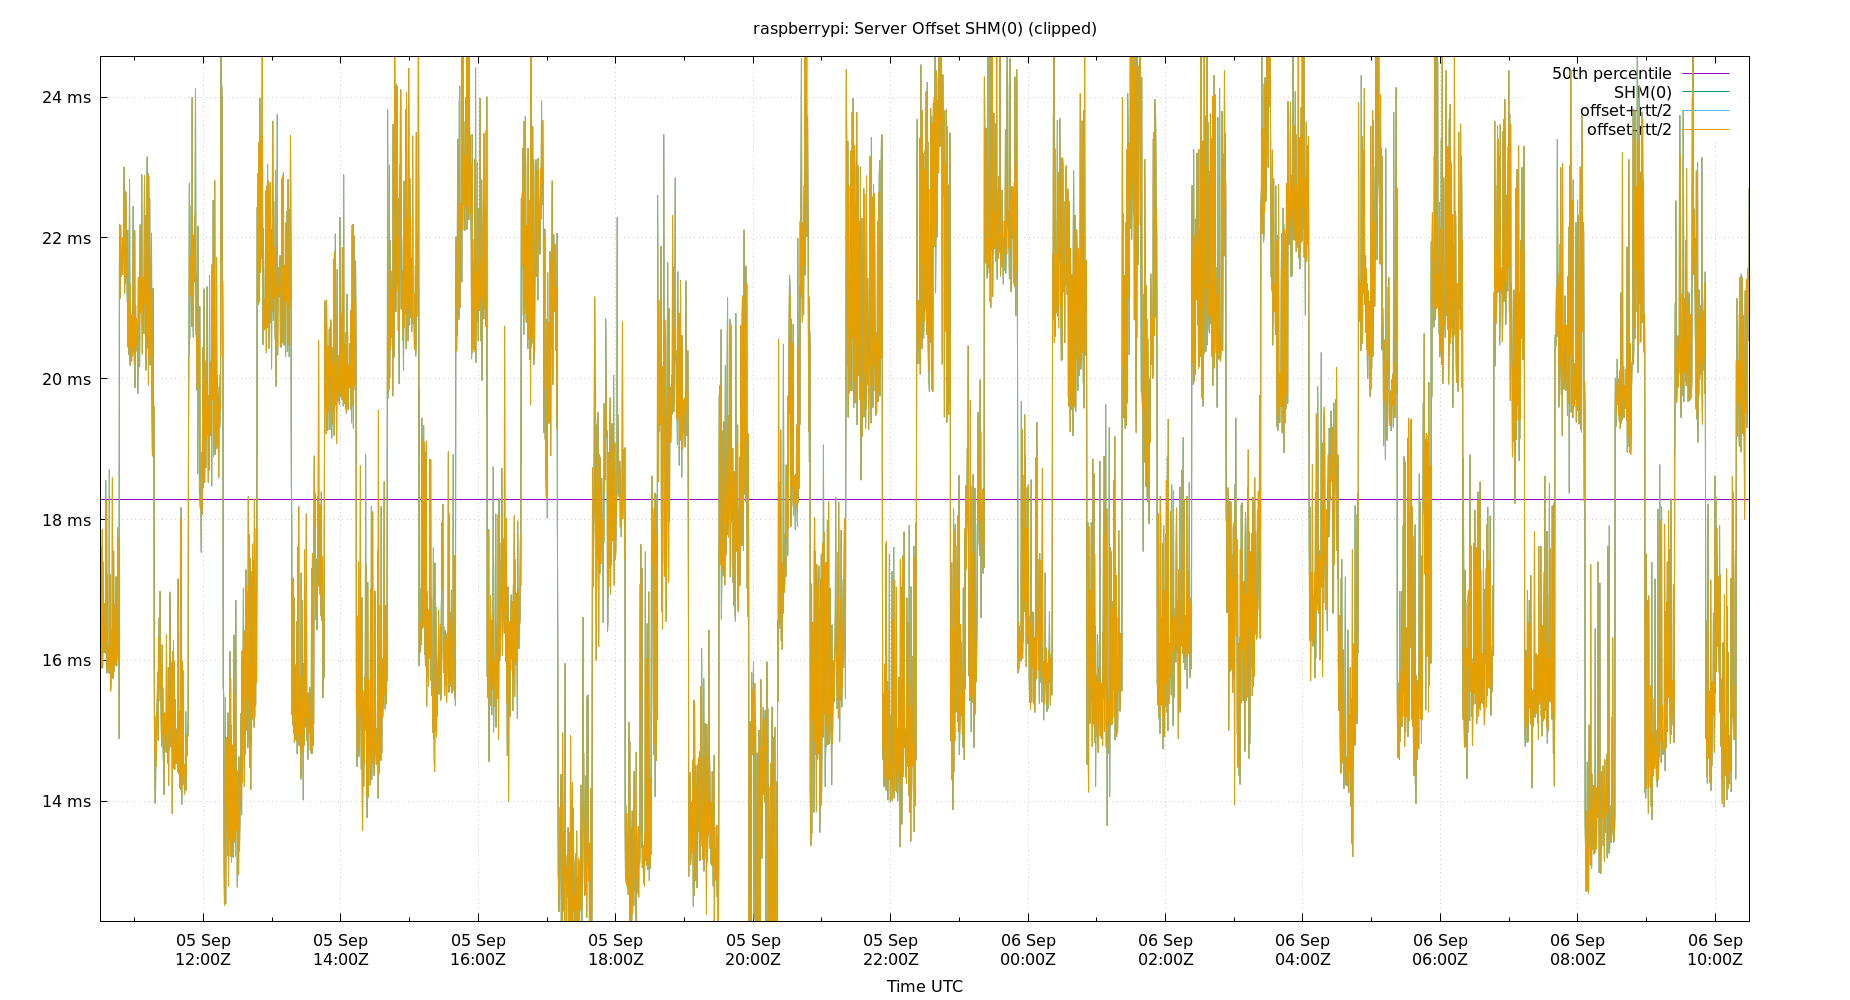 raspberrypi: Server Offset SHM(0) (clipped)
50th percentile
SHM(0)
offset+rtt/2
offset-rtt/2
24 ms
22 ms
20 ms
18 ms
16 ms
14 ms
05 Sep 05 Sep 05 Sep 05 Sep 05 Sep 05 Sep 06 Sep 06 Sep 06 Sep 06 Sep 06 Sep 06 Sep
12:00Z 14:00Z 16:00Z 18:00Z 20:00Z 22:00Z 00:00Z 02:00Z 04:00Z 06:00Z 08:00Z 10:00Z
Time UTC